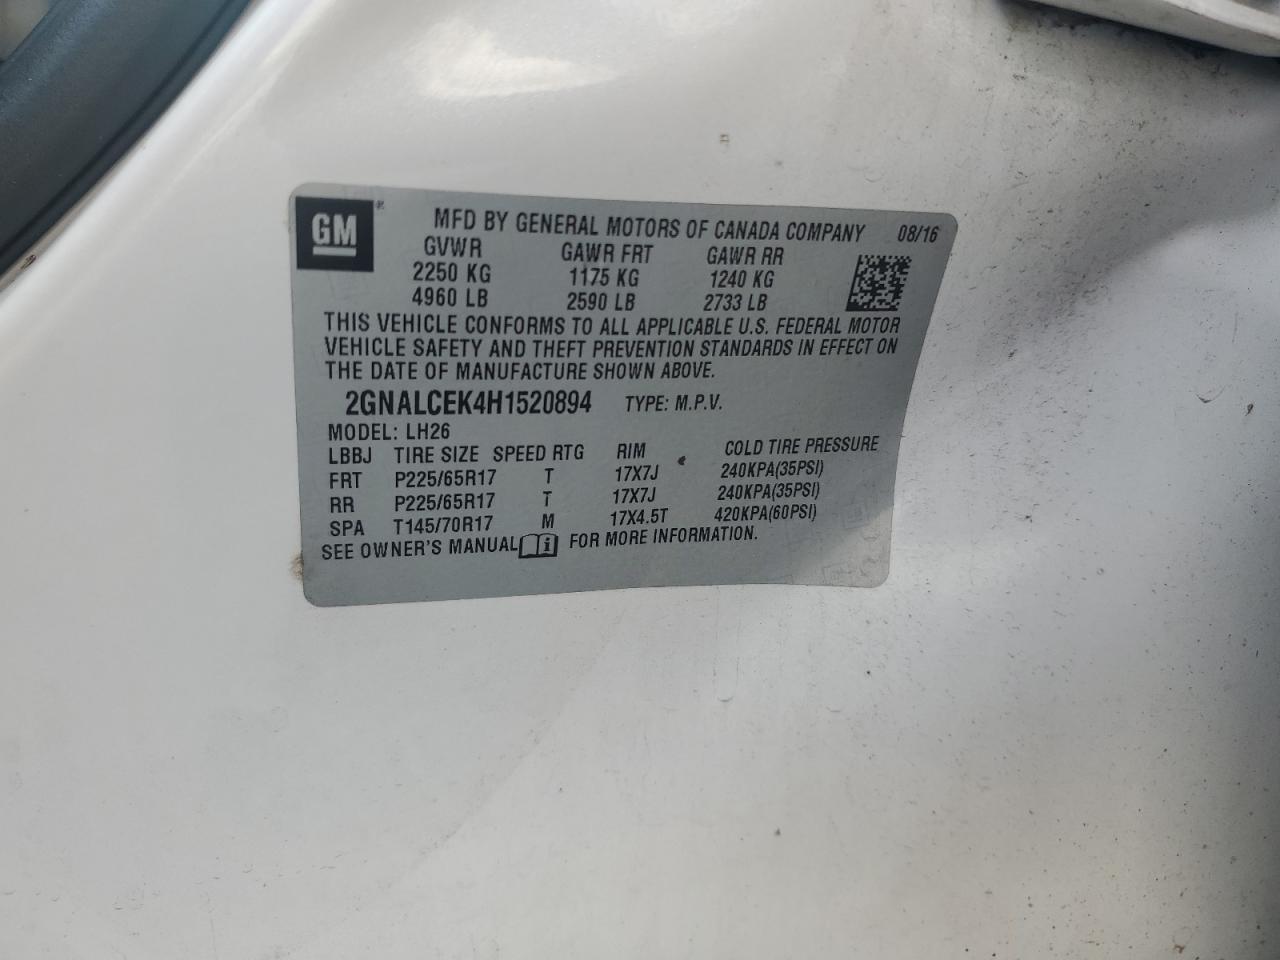 GM ®
MFD BY GENERAL MOTORS OF CANADA COMPANY 08/16
GVWR GAWR FRT GAWR RR
2250 KG 1175 KG 1240 KG
4960 LB 2590 LB 2733 LB
THIS VEHICLE CONFORMS TO ALL APPLICABLE U.S. FEDERAL MOTOR
VEHICLE SAFETY AND THEFT PREVENTION STANDARDS IN EFFECT ON
THE DATE OF MANUFACTURE SHOWN ABOVE.
2GNALCEK4H1520894 TYPE: M.P.V.
MODEL: LH26
LBBJ TIRE SIZE SPEED RTG RIM COLD TIRE PRESSURE
FRT P225/65R17 T 17X7J 240KPA(35PSI)
RR P225/65R17 T 17X7J 240KPA(35PSI)
SPA T145/70R17 M 17X4.5T 420KPA(60PSI)
SEE OWNER'S MANUAL FOR MORE INFORMATION.